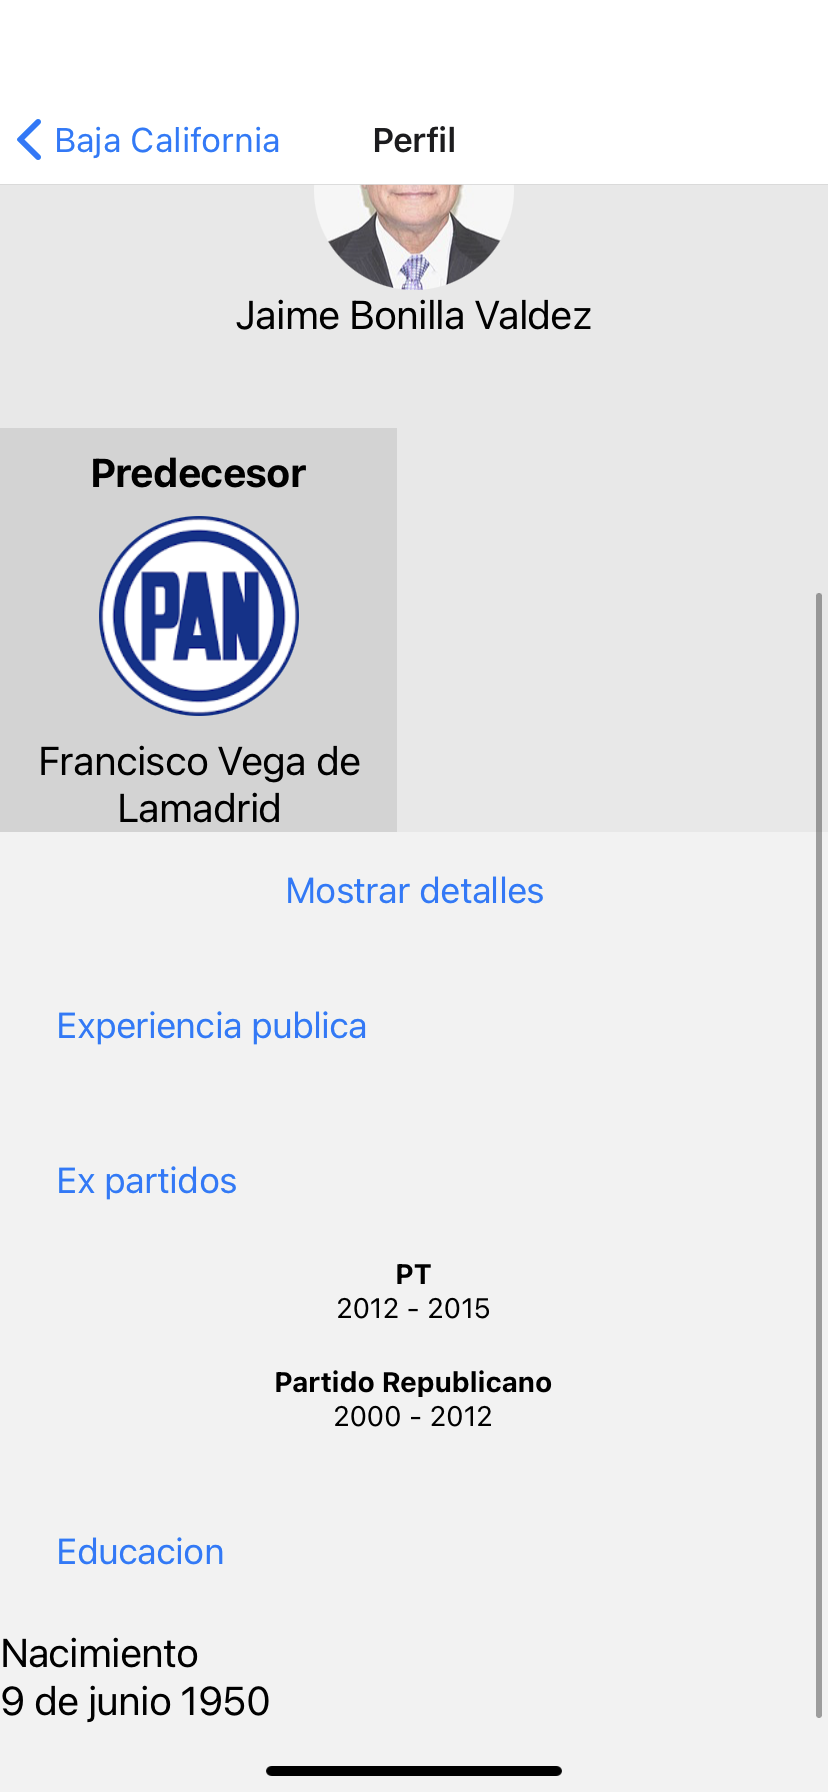 Baja California
Perfil
Jaime Bonilla Valdez
Predecesor
PAN
Francisco Vega de
Lamadrid
Mostrar detalles
Experiencia publica
Ex partidos
PT
2012 - 2015
Partido Republicano
2000 - 2012
Educacion
Nacimiento
9 de junio 1950